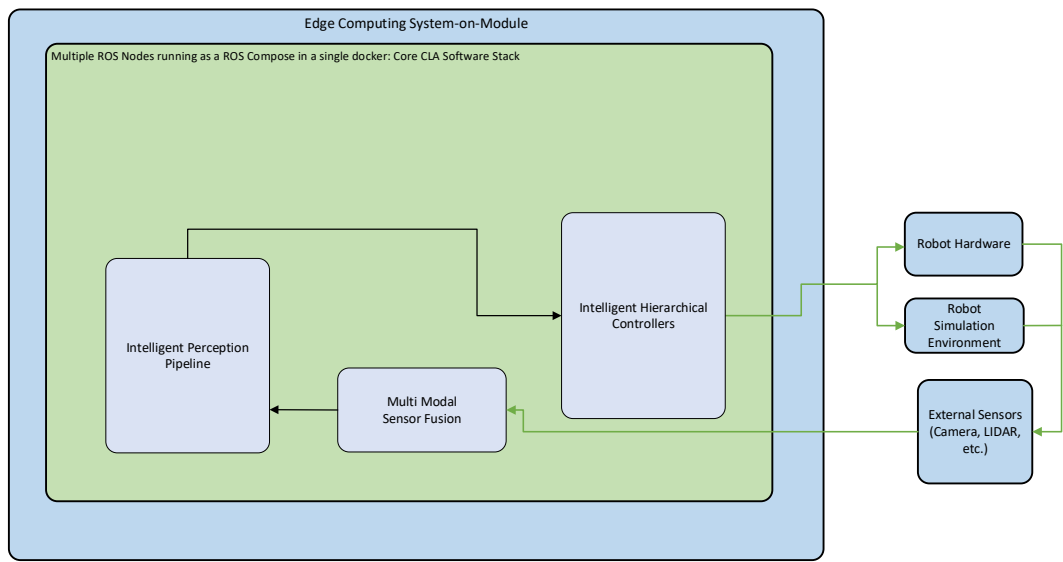 Edge Computing System-on-Module
Multiple ROS Nodes running as a ROS Compose in a single docker: Core CLA Software Stack
Robot Hardware
Intelligent Hierarchical
Controllers
Robot
Simulation
Environment
Intelligent Perception
Pipeline
Multi Modal
Sensor Fusion
External Sensors
(Camera, LIDAR,
etc.)